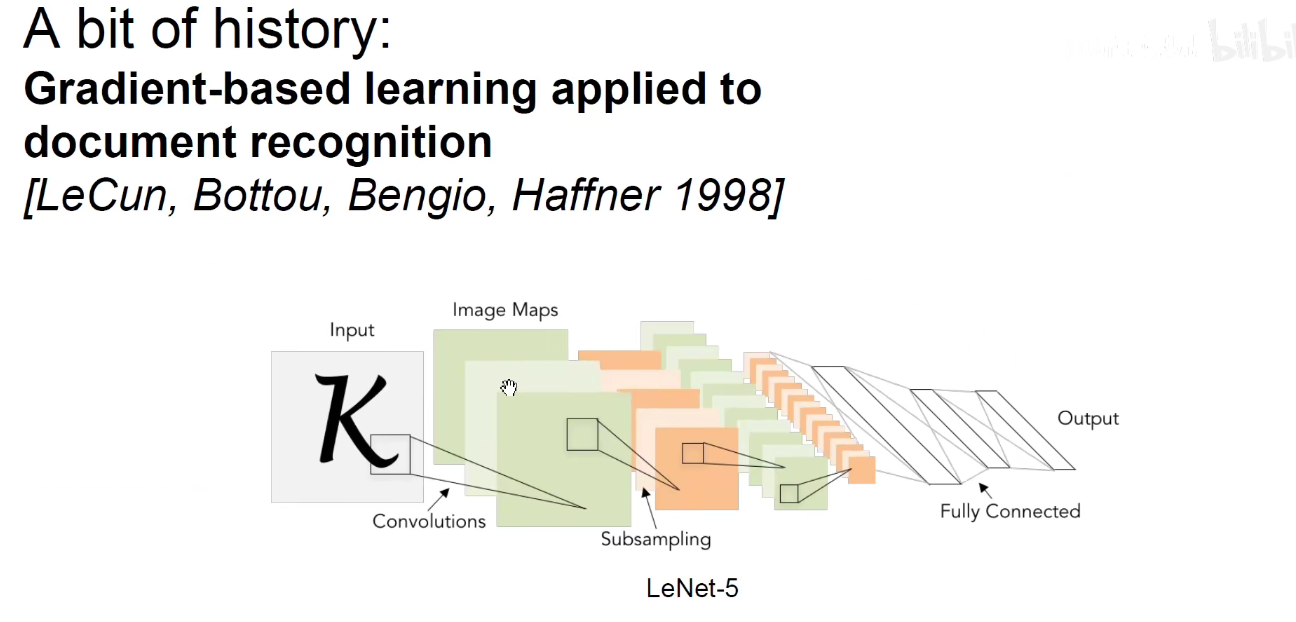 A bit of history:
Gradient-based learning applied to
document recognition
[LeCun, Bottou, Bengio, Haffner 1998]
Image Maps
Input
K
Output
Fully Connected
Convolutions
Subsampling
LeNet-5